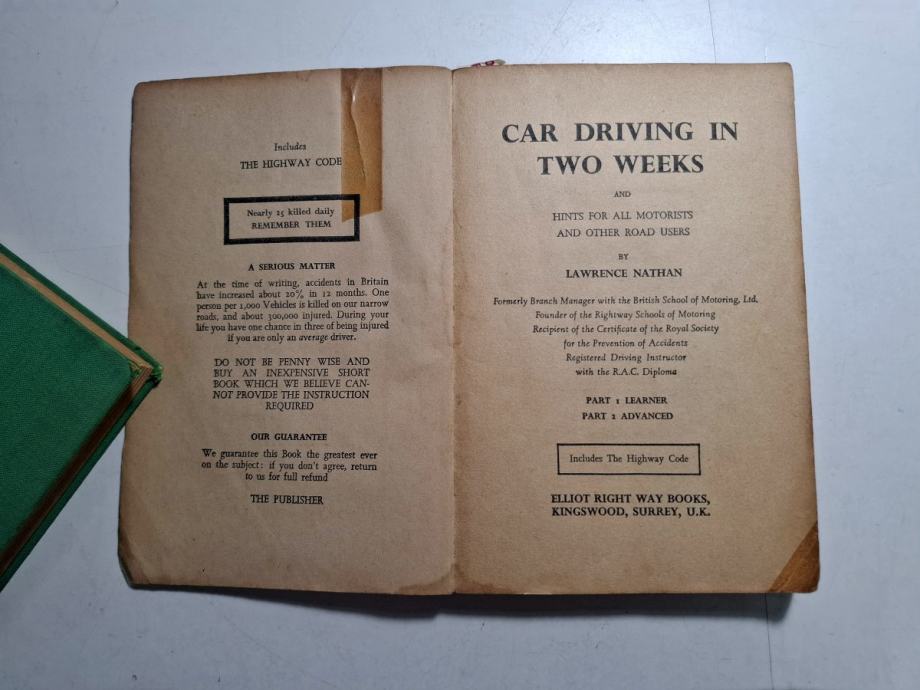 Includes
THE HIGHWAY CODE
Nearly 25 killed daily
REMEMBER THEM
A SERIOUS MATTER
At the time of writing, accidents in Britain
have increased about 20% in 12 months. One
person per 1,000 Vehicles is killed on our narrow
roads, and about 300,000 injured. During your
life you have one chance in three of being injured
if you are only an average driver.
DO NOT BE PENNY WISE AND
BUY AN INEXPENSIVE SHORT
BOOK WHICH WE BELIEVE CAN-
NOT PROVIDE THE INSTRUCTION
REQUIRED
OUR GUARANTEE
We guarantee this Book the greatest ever
on the subject: if you don't agree, return
to us for full refund
THE PUBLISHER
CAR DRIVING IN
TWO WEEKS
AND
HINTS FOR ALL MOTORISTS
AND OTHER ROAD USERS
BY
LAWRENCE NATHAN
Formerly Branch Manager with the British School of Motoring, Ltd.
Founder of the Rightway Schools of Motoring
Recipient of the Certificate of the Royal Society
for the Prevention of Accidents
Registered Driving Instructor
with the R.A.C. Diploma
PART 1 LEARNER
PART 2 ADVANCED
Includes The Highway Code
ELLIOT RIGHT WAY BOOKS,
KINGSWOOD, SURREY, U.K.